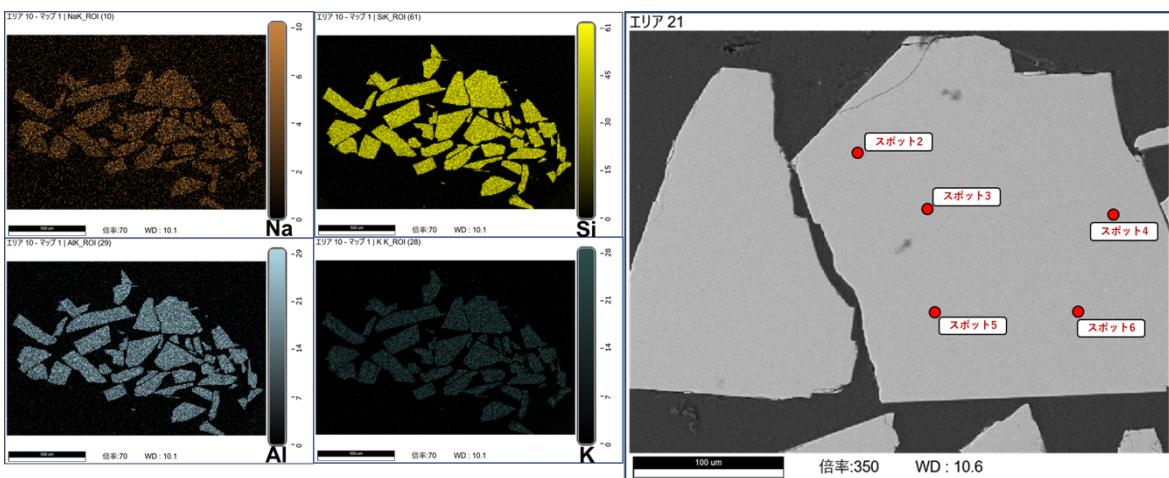 エリア 10 - マップ 1 | NaK_ROI (10)
10
8
6
4
2
0
500 um
倍率:70 WD : 10.1
Na
エリア 10 - マップ 1 | SiK_ROI (61)
61
45
30
15
0
500 um
倍率:70 WD : 10.1
Si
エリア 10 - マップ 1 | AlK_ROI (29)
29
21
14
7
0
500 um
倍率:70 WD : 10.1
Al
エリア 10 - マップ 1 | K K_ROI (28)
28
21
14
7
0
500 um
倍率:70 WD : 10.1
K
エリア 21
スポット2
スポット3
スポット4
スポット5
スポット6
100 um
倍率:350 WD : 10.6